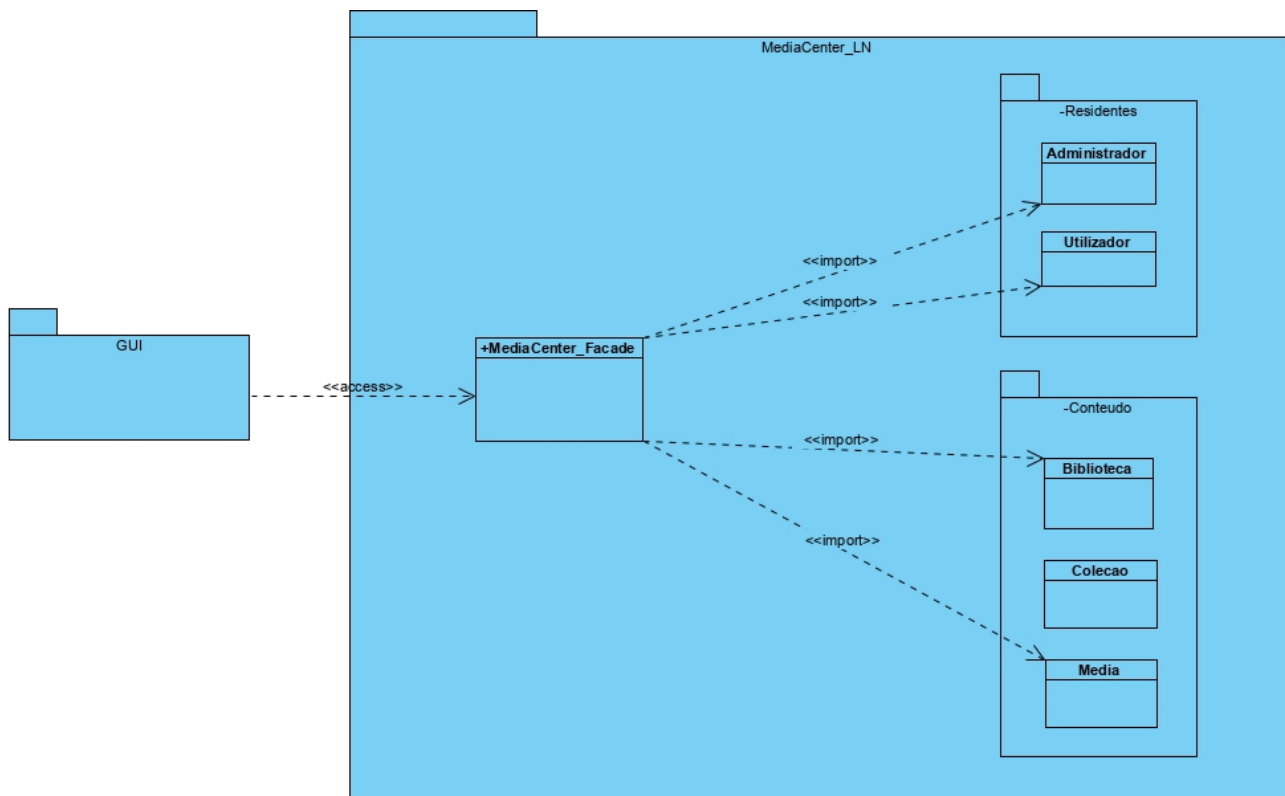 MediaCenter_LN
-Residentes
Administrador
Utilizador
<<import>>
<<import>>
GUI
<<access>>
+MediaCenter_Facade
-Conteudo
<<import>>
Biblioteca
<<import>>
Colecao
Media